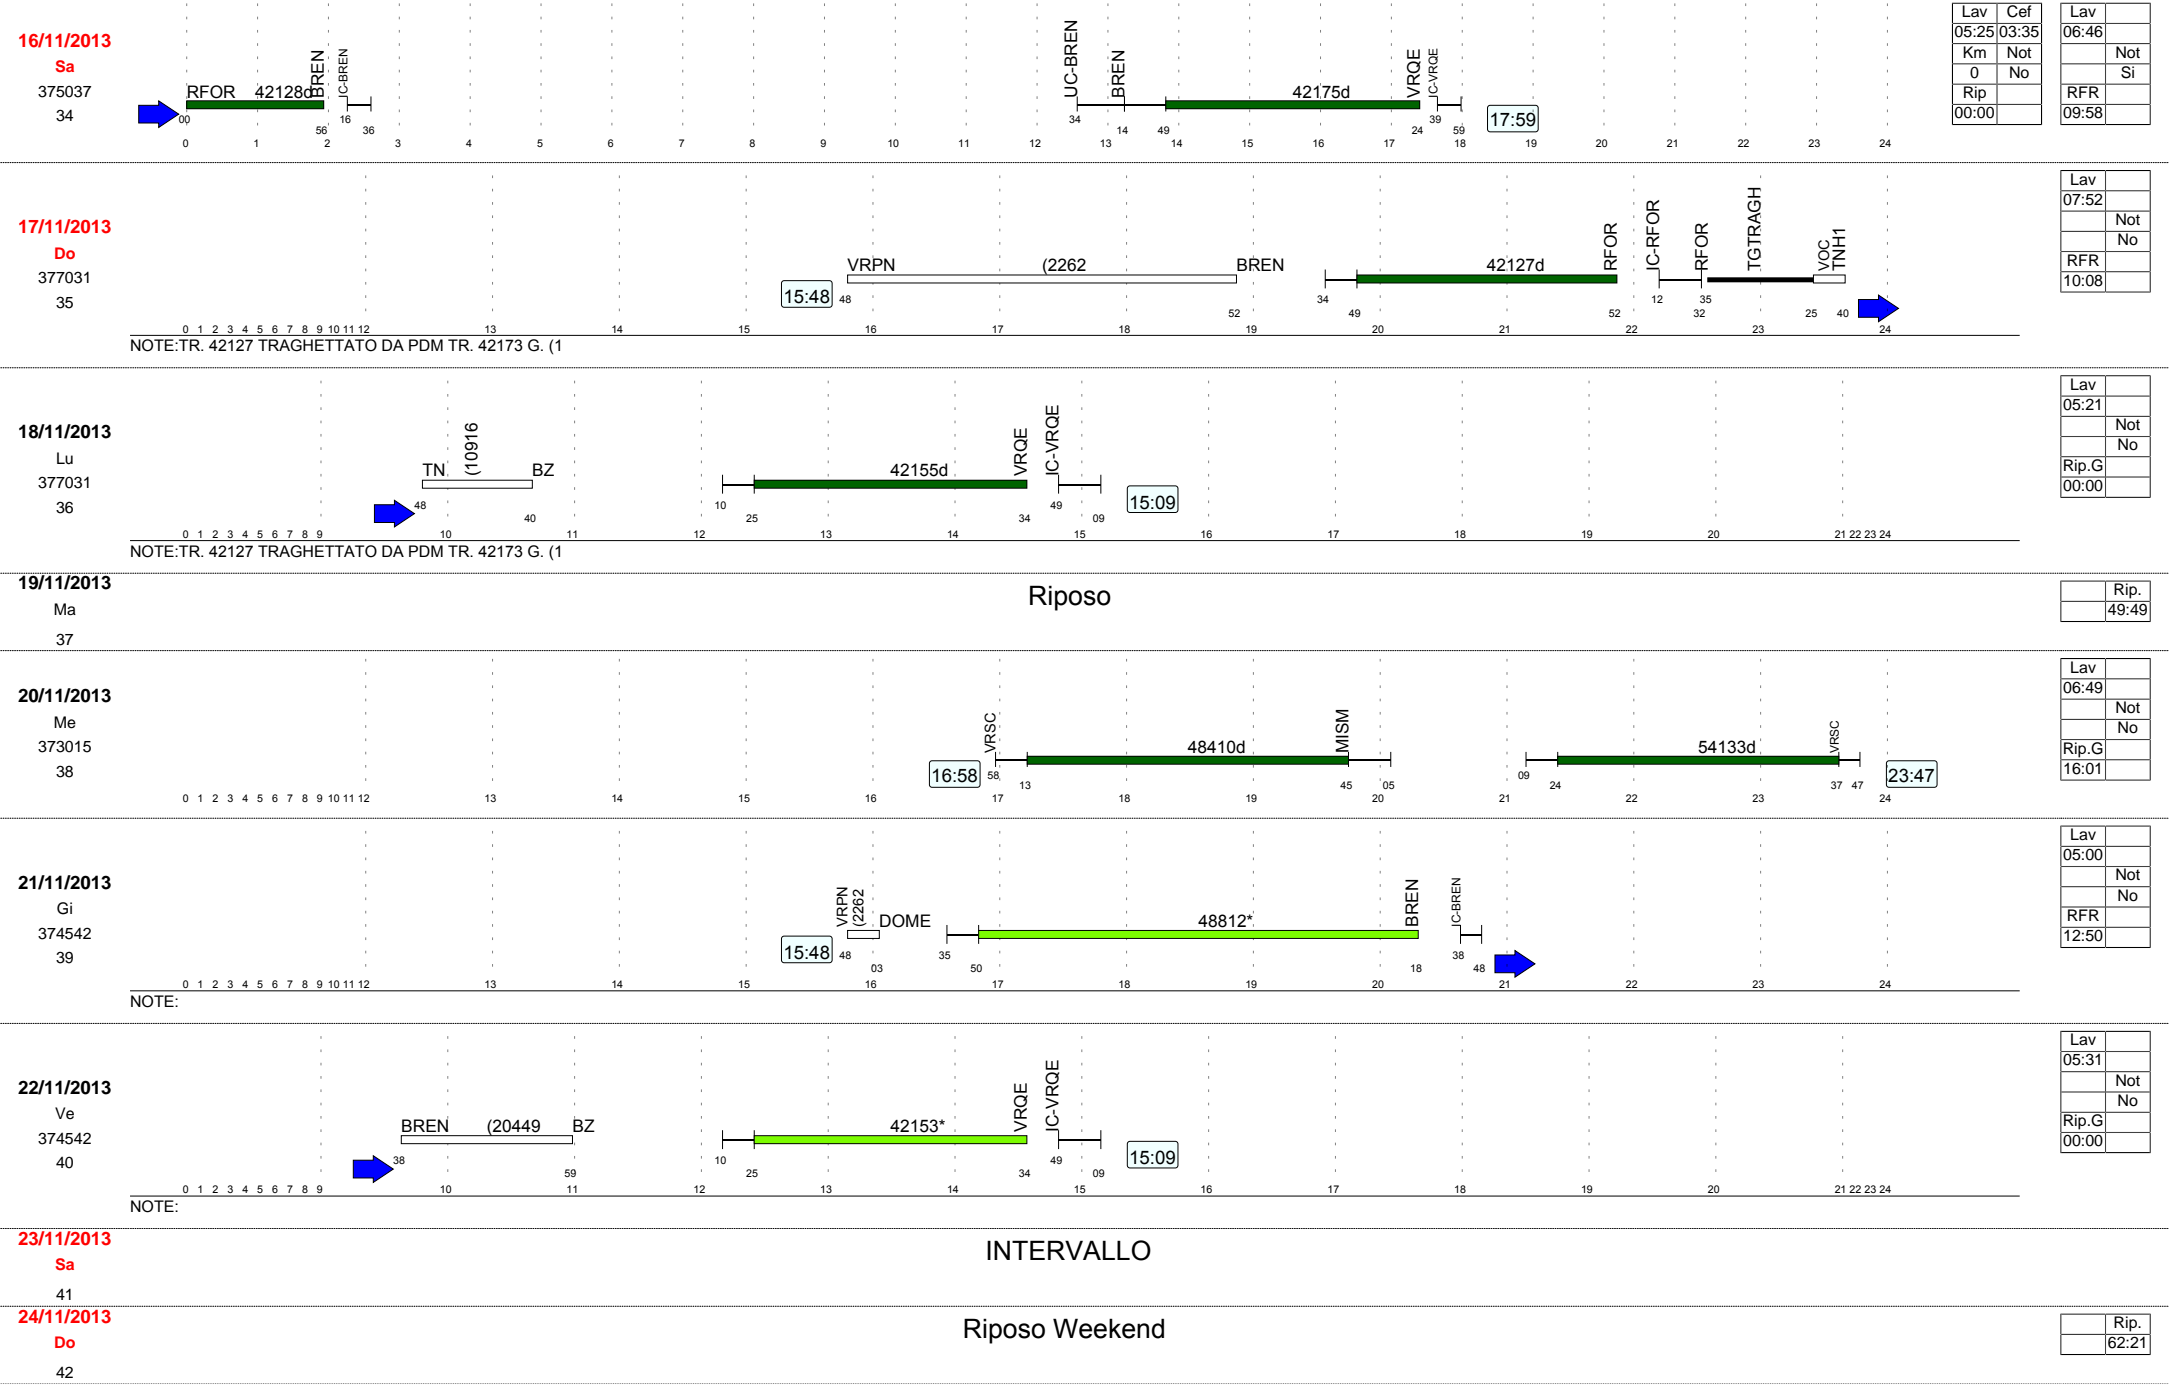 16/11/2013
Sa
375037
34
RFOR 42128d BREN IC-BREN UC-BREN BREN 42175d VRQE IC-VRQE
00 56 16 36 34 14 49 24 39 59 17:59
0 1 2 3 4 5 6 7 8 9 10 11 12 13 14 15 16 17 18 19 20 21 22 23 24
Lav Cef
05:25 03:35
Km Not
0 No
Rip
00:00
Lav
06:46
Not
Si
RFR
09:58
17/11/2013
Do
377031
35
VRPN (2262 BREN 42127d RFOR IC-RFOR RFOR TGTRAGH VOC TNH1
15:48 48 52 34 49 52 12 32 35 25 40
0 1 2 3 4 5 6 7 8 9 10 11 12 13 14 15 16 17 18 19 20 21 22 23 24
NOTE:TR. 42127 TRAGHETTATO DA PDM TR. 42173 G. (1
Lav
07:52
Not
No
RFR
10:08
18/11/2013
Lu
377031
36
TN (10916 BZ 42155d VRQE IC-VRQE
48 40 10 25 34 49 09 15:09
0 1 2 3 4 5 6 7 8 9 10 11 12 13 14 15 16 17 18 19 20 21 22 23 24
NOTE:TR. 42127 TRAGHETTATO DA PDM TR. 42173 G. (1
Lav
05:21
Not
No
Rip.G
00:00
19/11/2013
Ma
37
Riposo
Rip.
49:49
20/11/2013
Me
373015
38
VRSC 48410d MISM 54133d VRSC
16:58 58 13 45 05 09 24 37 47 23:47
0 1 2 3 4 5 6 7 8 9 10 11 12 13 14 15 16 17 18 19 20 21 22 23 24
Lav
06:49
Not
No
Rip.G
16:01
21/11/2013
Gi
374542
39
VRPN (2262 DOME 48812* BREN IC-BREN
15:48 48 03 35 50 18 38 48
0 1 2 3 4 5 6 7 8 9 10 11 12 13 14 15 16 17 18 19 20 21 22 23 24
NOTE:
Lav
05:00
Not
No
RFR
12:50
22/11/2013
Ve
374542
40
BREN (20449 BZ 42153* VRQE IC-VRQE
38 59 10 25 34 49 09 15:09
0 1 2 3 4 5 6 7 8 9 10 11 12 13 14 15 16 17 18 19 20 21 22 23 24
NOTE:
Lav
05:31
Not
No
Rip.G
00:00
23/11/2013
Sa
41
INTERVALLO
24/11/2013
Do
42
Riposo Weekend
Rip.
62:21